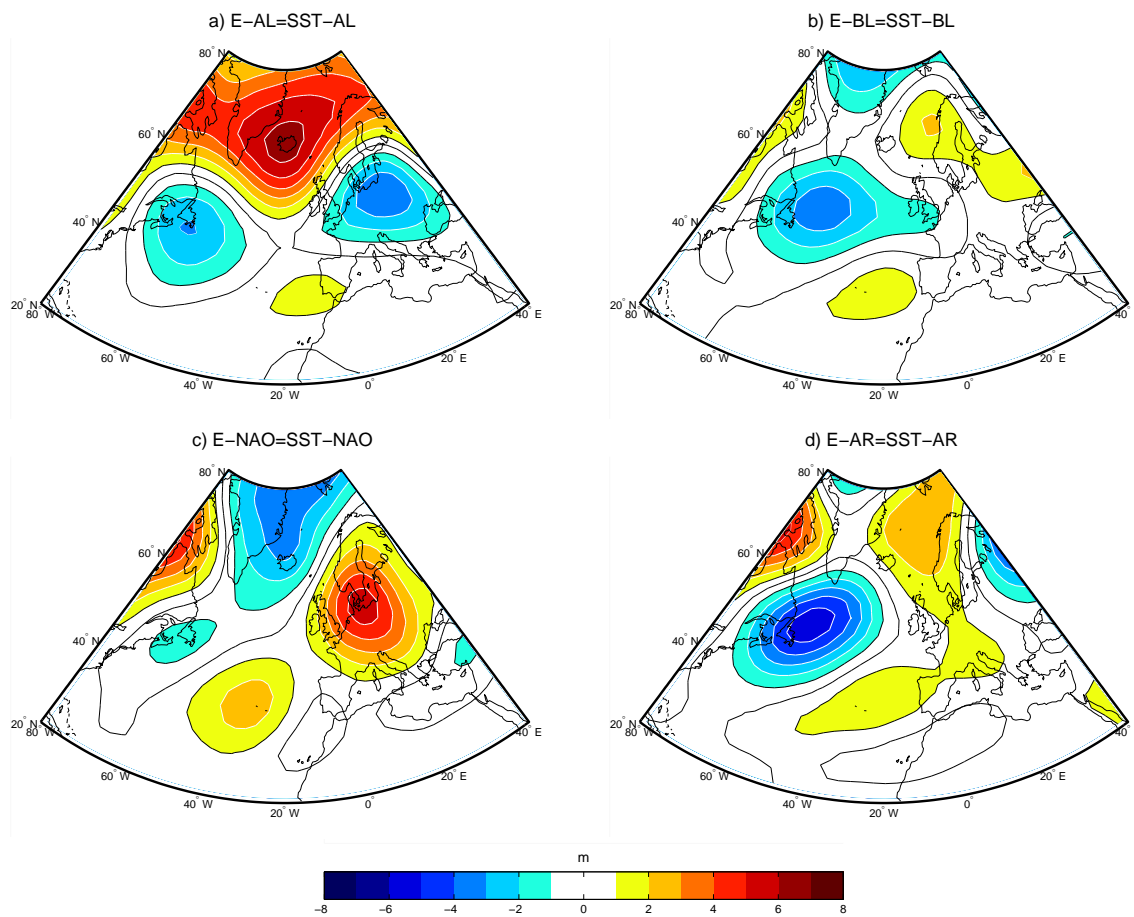 a) E−AL=SST−AL
b) E−BL=SST−BL
80° N
60° N
40° N
20° N
80° W
60° W
40° W
20° W
0°
20° E
40° E
80° N
60° N
40° N
20° N
80° W
60° W
40° W
20° W
0°
20° E
40°
c) E−NAO=SST−NAO
d) E−AR=SST−AR
80° N
60° N
40° N
20° N
80° W
60° W
40° W
20° W
0°
20° E
40° E
80° N
60° N
40° N
20° N
80° W
60° W
40° W
20° W
0°
20° E
40°
m
−8 −6 −4 −2 0 2 4 6 8